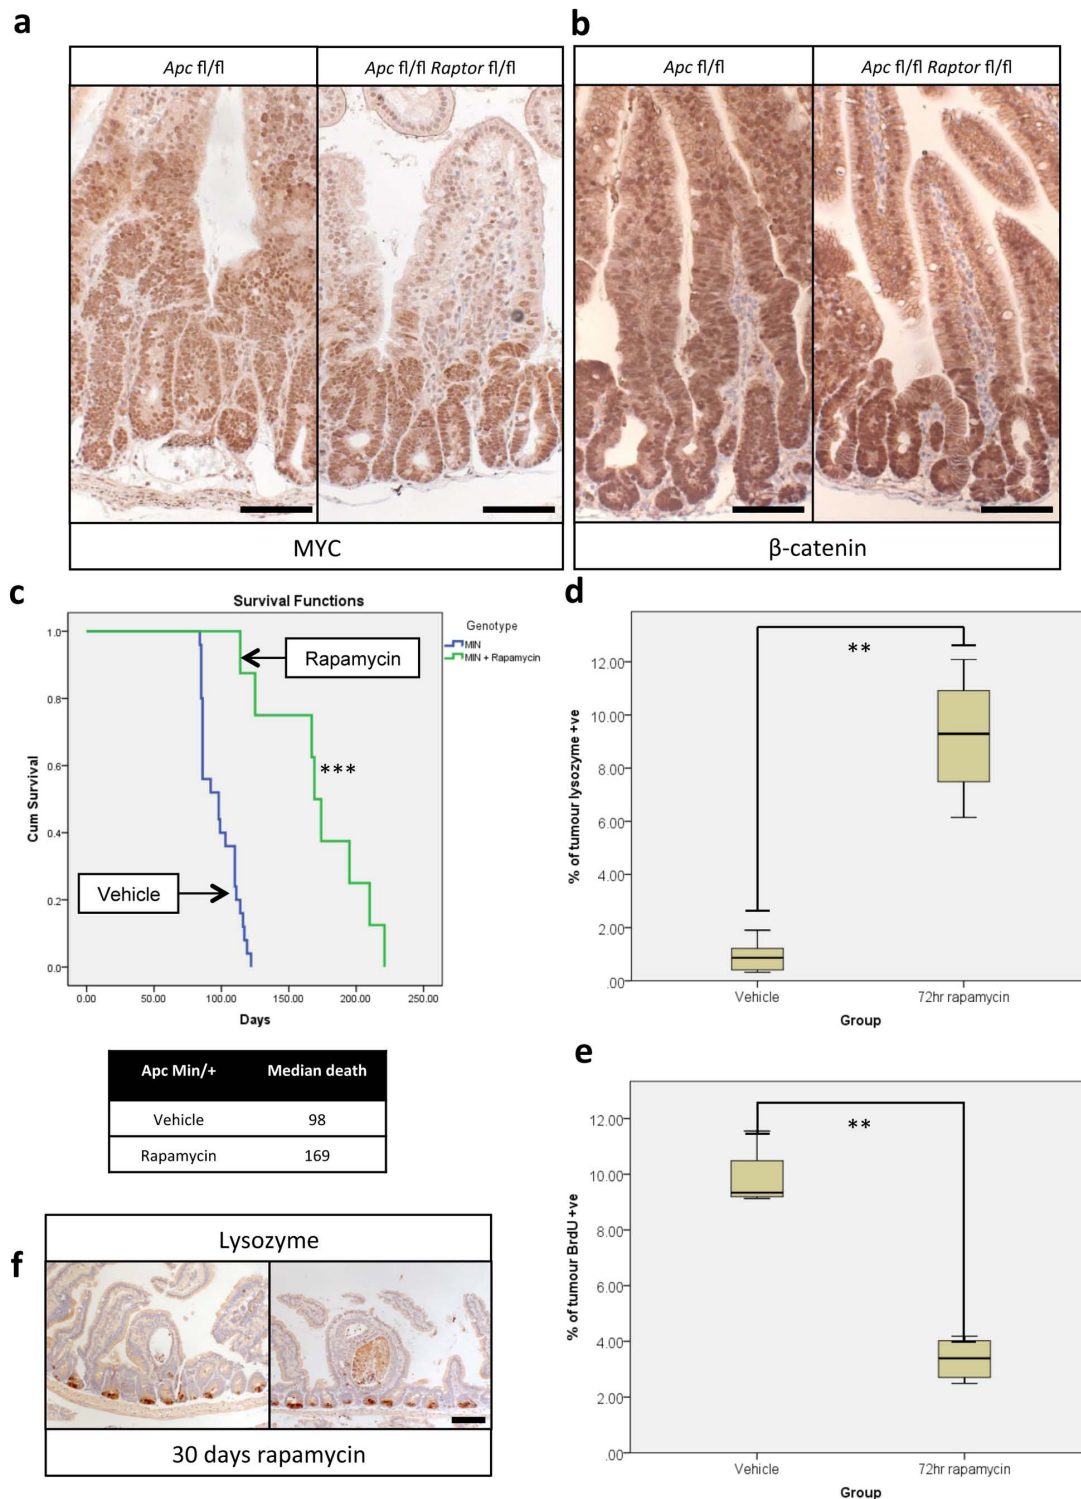 a
Apc fl/fl
Apc fl/fl Raptor fl/fl
MYC
b
Apc fl/fl
Apc fl/fl Raptor fl/fl
β-catenin
c
Survival Functions
Genotype
MIN
MIN + Rapamycin
Rapamycin
***
Vehicle
Cum Survival
1.0
0.8
0.6
0.4
0.2
0.0
0.00 50.00 100.00 150.00 200.00 250.00
Days
Apc Min/+ Median death
Vehicle 98
Rapamycin 169
d
**
% of tumour lysozyme +ve
12.00
10.00
8.00
6.00
4.00
2.00
.00
Vehicle 72hr rapamycin
Group
e
**
% of tumour BrdU +ve
12.00
10.00
8.00
6.00
4.00
2.00
.00
Vehicle 72hr rapamycin
Group
f
Lysozyme
30 days rapamycin